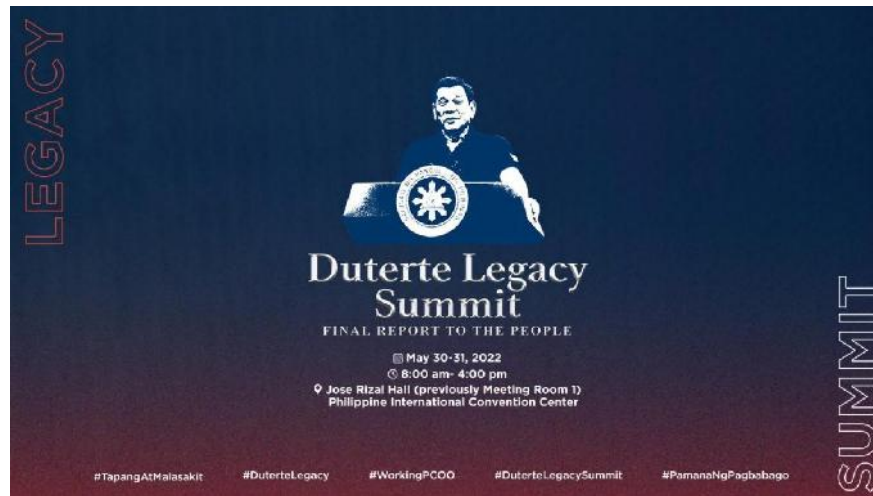 LEGACY
Duterte Legacy
Summit
FINAL REPORT TO THE PEOPLE
May 30-31, 2022
8:00 am- 4:00 pm
Jose Rizal Hall (previously Meeting Room 1)
Philippine International Convention Center
SUMMIT
#TapangAtMalasakit #DuterteLegacy #WorkingPCOO #DuterteLegacySummit #PamanaNgPagbabago